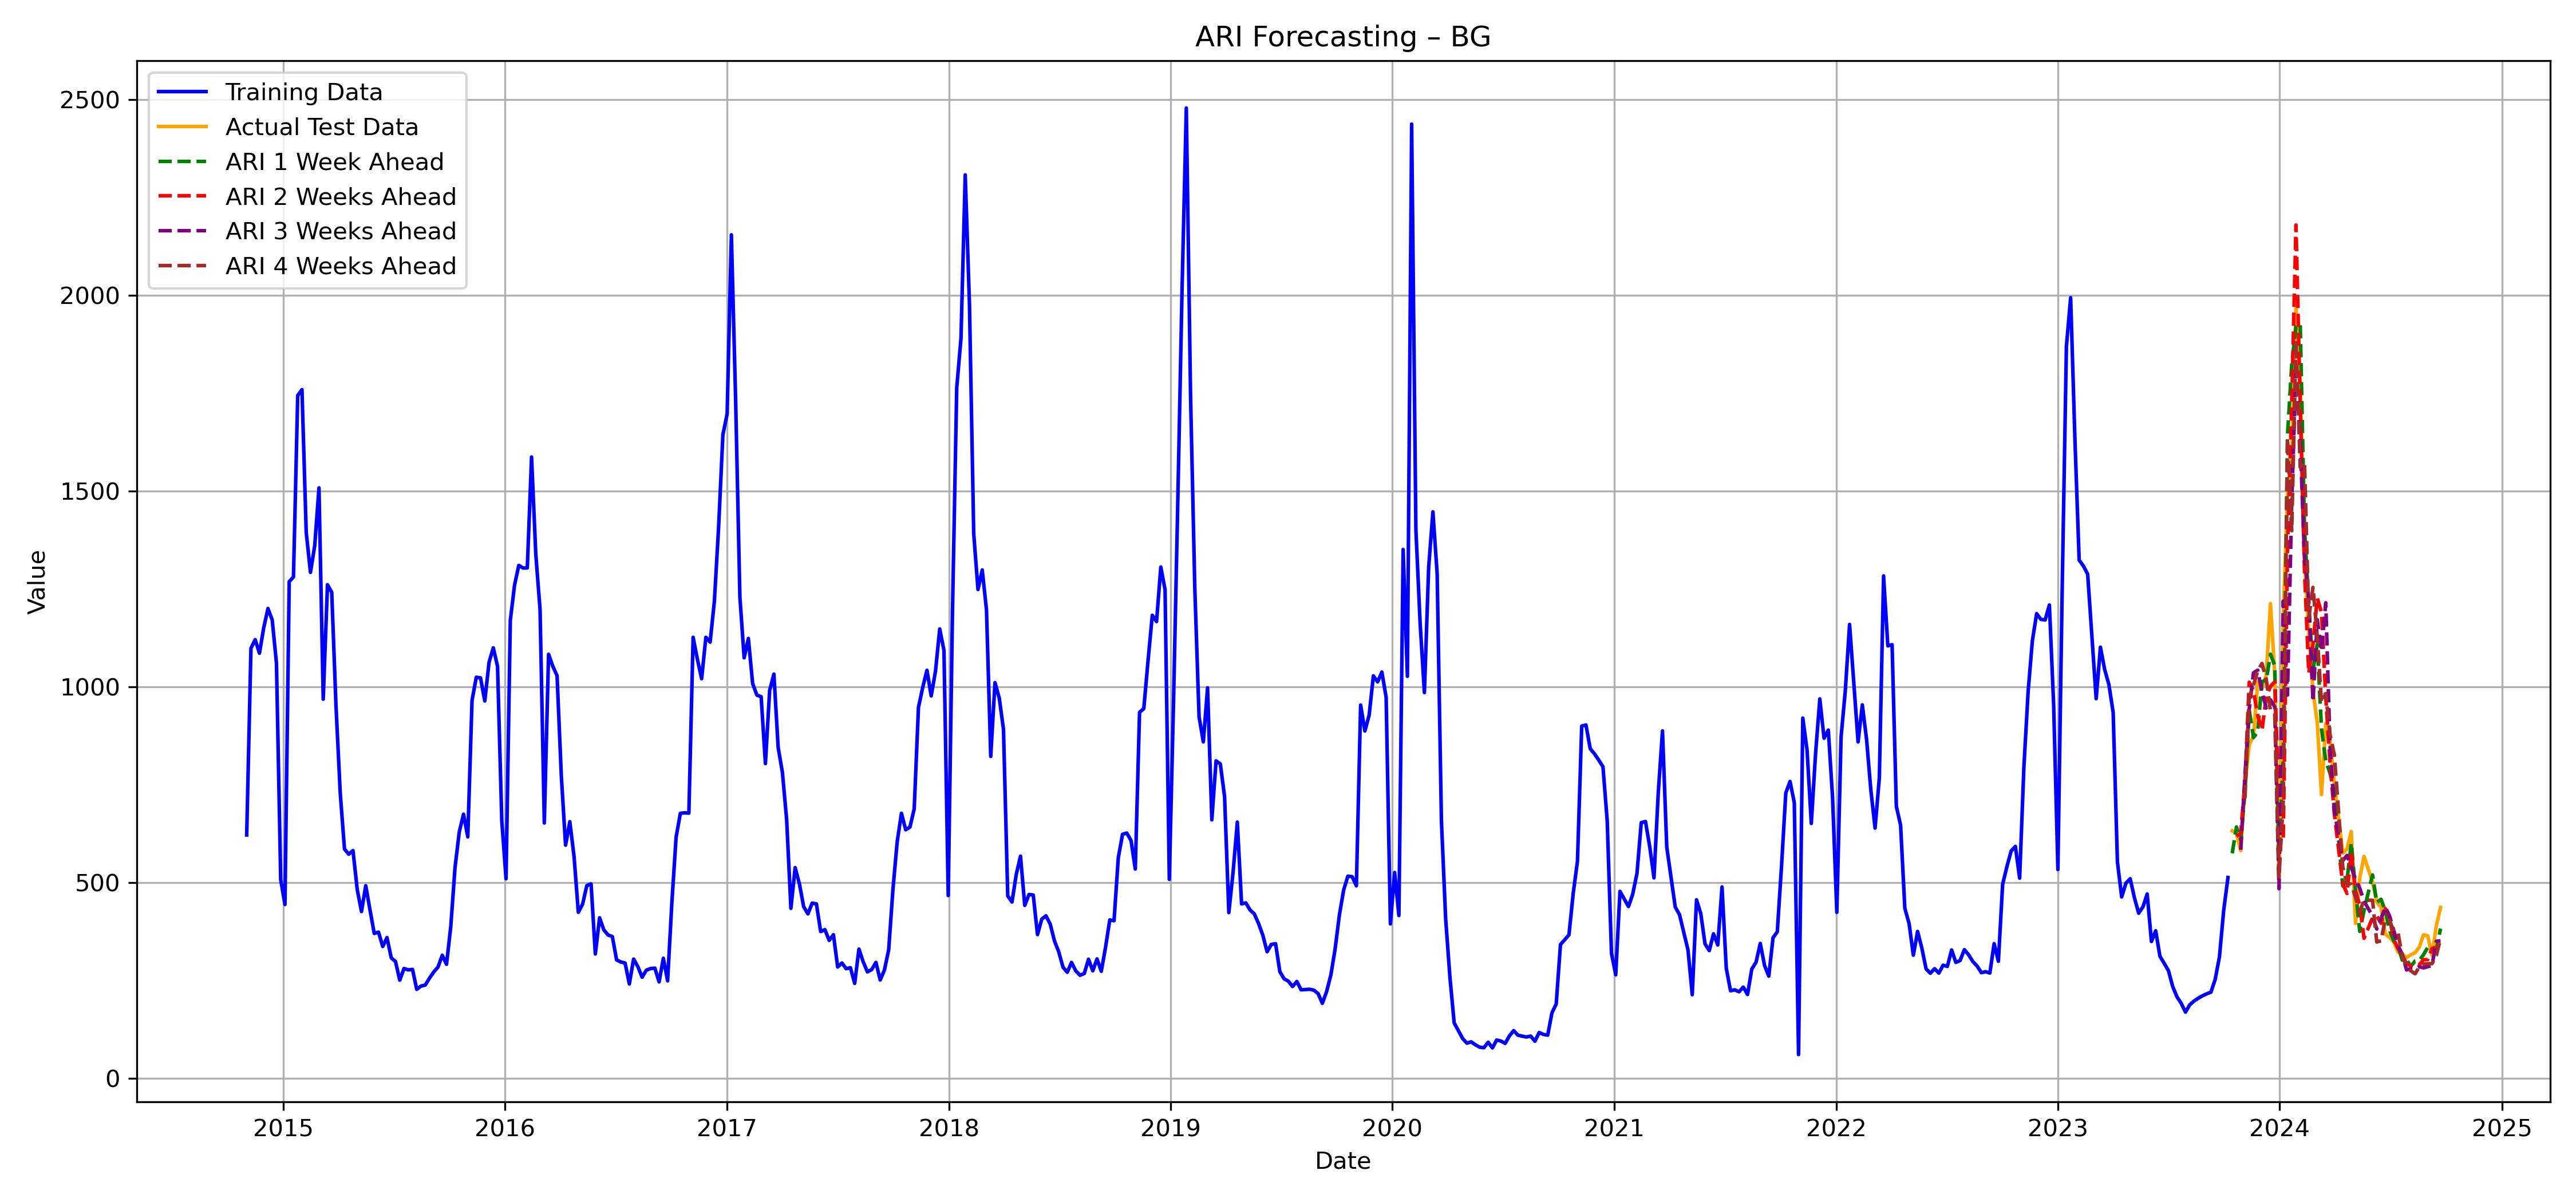 ARI Forecasting – BG
Training Data
Actual Test Data
ARI 1 Week Ahead
ARI 2 Weeks Ahead
ARI 3 Weeks Ahead
ARI 4 Weeks Ahead
2500
2000
1500
1000
500
0
Value
2015 2016 2017 2018 2019 2020 2021 2022 2023 2024 2025
Date